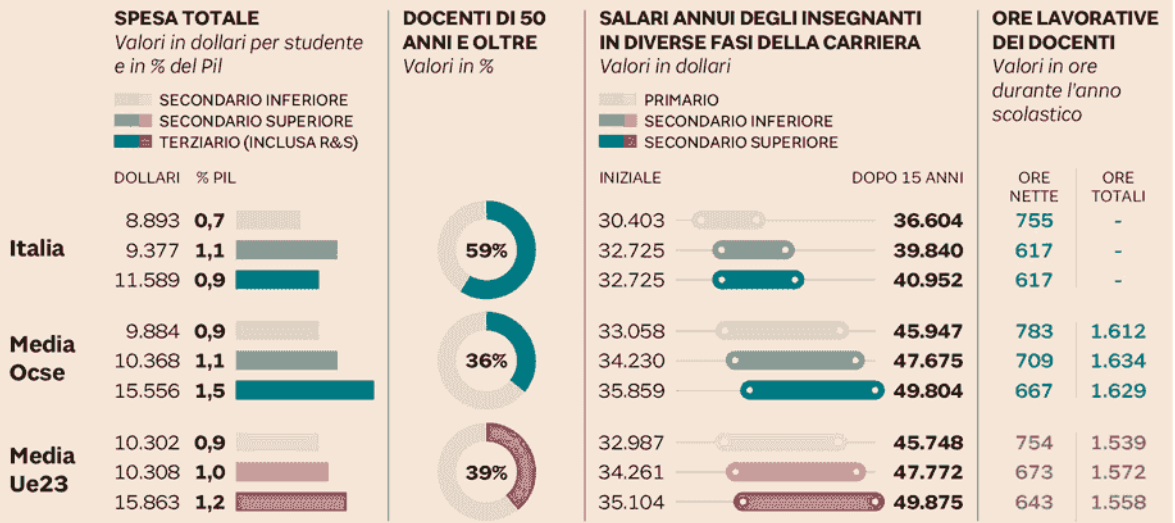 SPESA TOTALE
Valori in dollari per studente
e in % del Pil
SECONDARIO INFERIORE
SECONDARIO SUPERIORE
TERZIARIO (INCLUSA R&S)
DOCENTI DI 50
ANNI E OLTRE
Valori in %
SALARI ANNUI DEGLI INSEGNANTI
IN DIVERSE FASI DELLA CARRIERA
Valori in dollari
PRIMARIO
SECONDARIO INFERIORE
SECONDARIO SUPERIORE
ORE LAVORATIVE
DEI DOCENTI
Valori in ore
durante l'anno
scolastico
DOLLARI % PIL
INIZIALE DOPO 15 ANNI
ORE NETTE
ORE TOTALI
Italia
8.893 0,7
9.377 1,1
11.589 0,9
59%
30.403 36.604
32.725 39.840
32.725 40.952
755 -
617 -
617 -
Media
Ocse
9.884 0,9
10.368 1,1
15.556 1,5
36%
33.058 45.947
34.230 47.675
35.859 49.804
783 1.612
709 1.634
667 1.629
Media
Ue23
10.302 0,9
10.308 1,0
15.863 1,2
39%
32.987 45.748
34.261 47.772
35.104 49.875
754 1.539
673 1.572
643 1.558